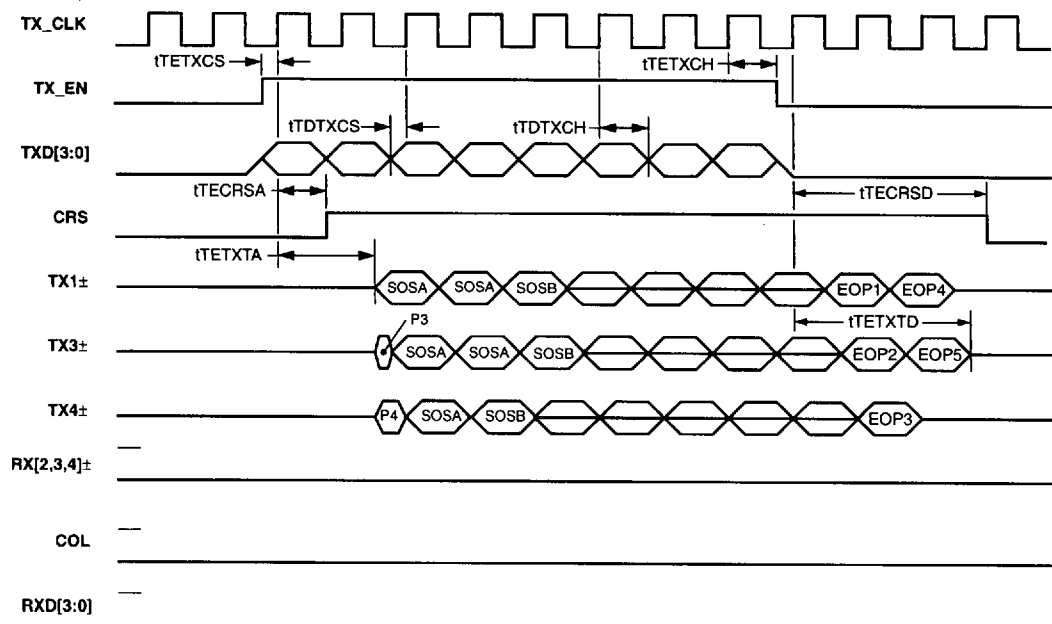 TX_CLK
tTETXCS
tTETXCH
TX_EN
tTDTXCS
tTDTXCH
TXD[3:0]
tTECRSA
tTECRSD
CRS
tTETXTA
TX1±
SOSA SOSA SOSB EOP1 EOP4
P3
tTETXTD
TX3±
SOSA SOSA SOSB EOP2 EOP5
TX4±
P4 SOSA SOSB EOP3
RX[2,3,4]±
COL
RXD[3:0]